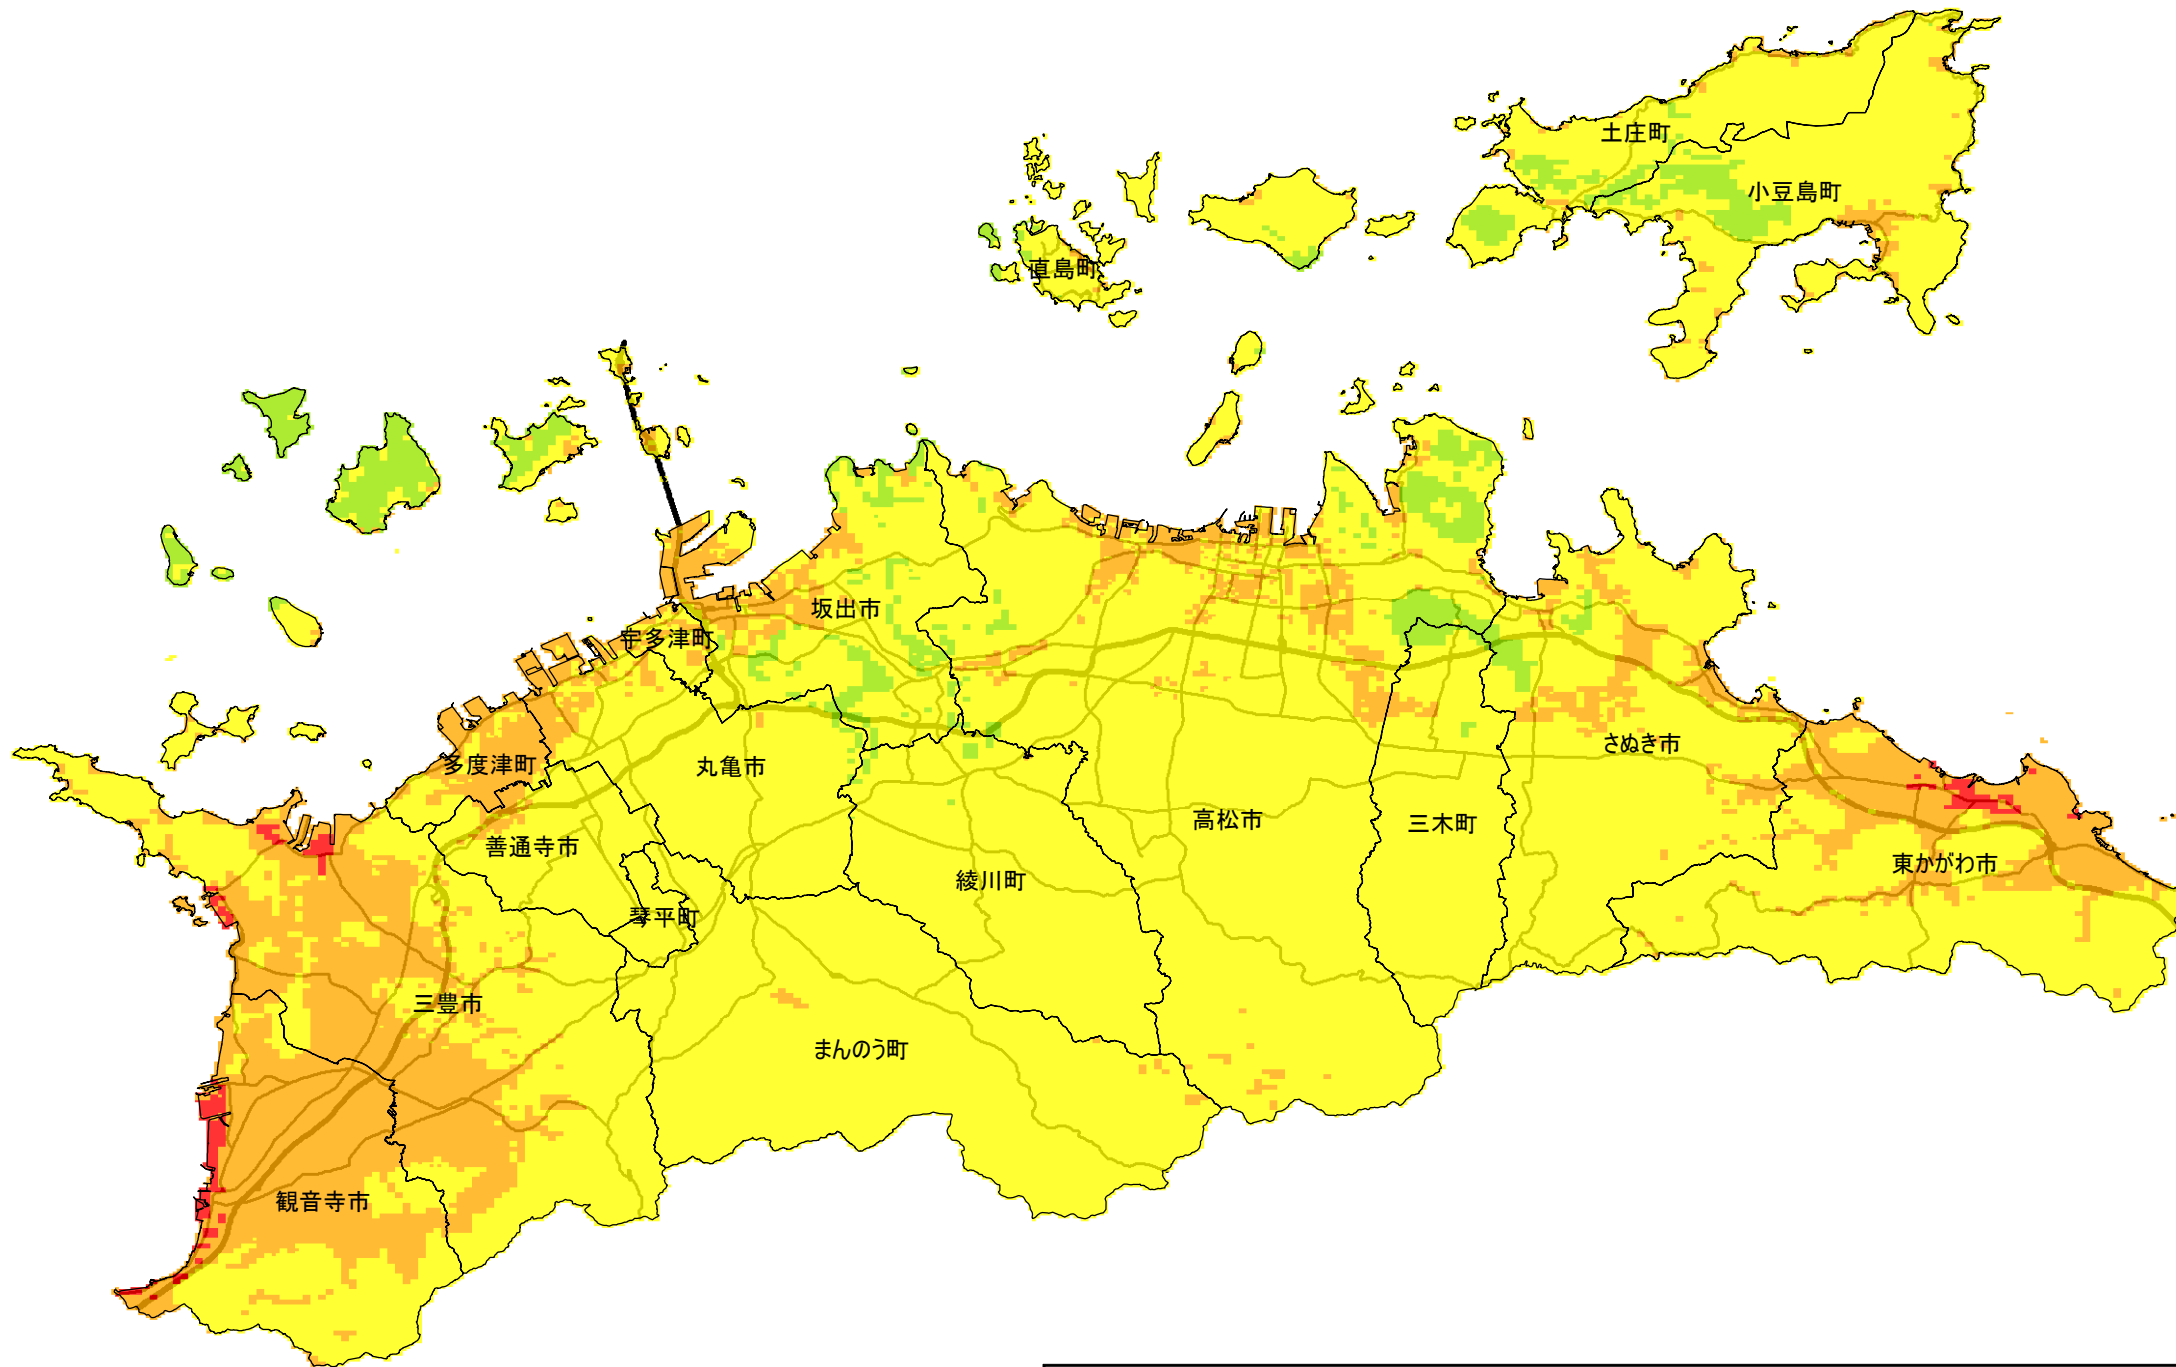 土庄町
小豆島町
直島町
坂出市
宇多津町
さぬき市
多度津町
丸亀市
高松市
三木町
善通寺市
東かがわ市
綾川町
琴平町
三豊市
まんのう町
観音寺市